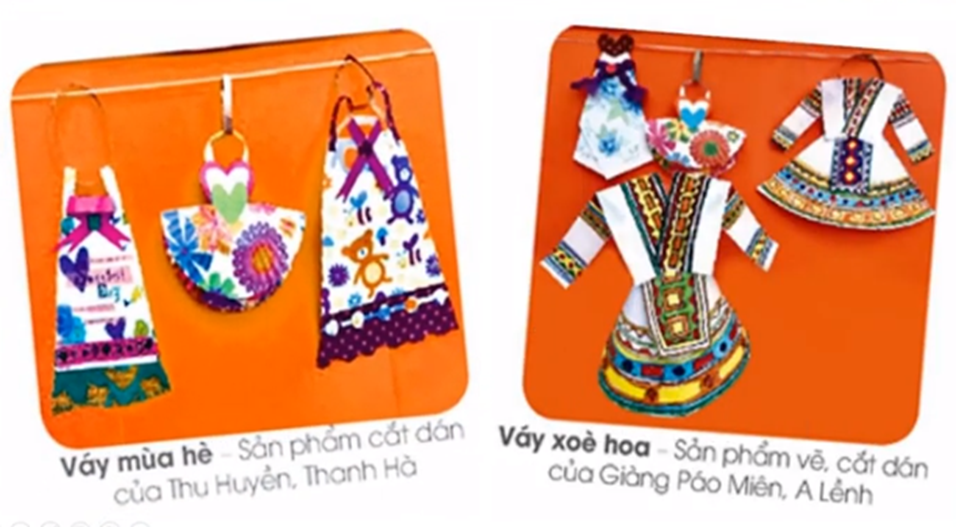 Váy mùa hè – Sản phẩm cắt dán
của Thu Huyền, Thanh Hà
Váy xoè hoa – Sản phẩm vẽ, cắt dán
của Giàng Páo Miên, A Lềnh